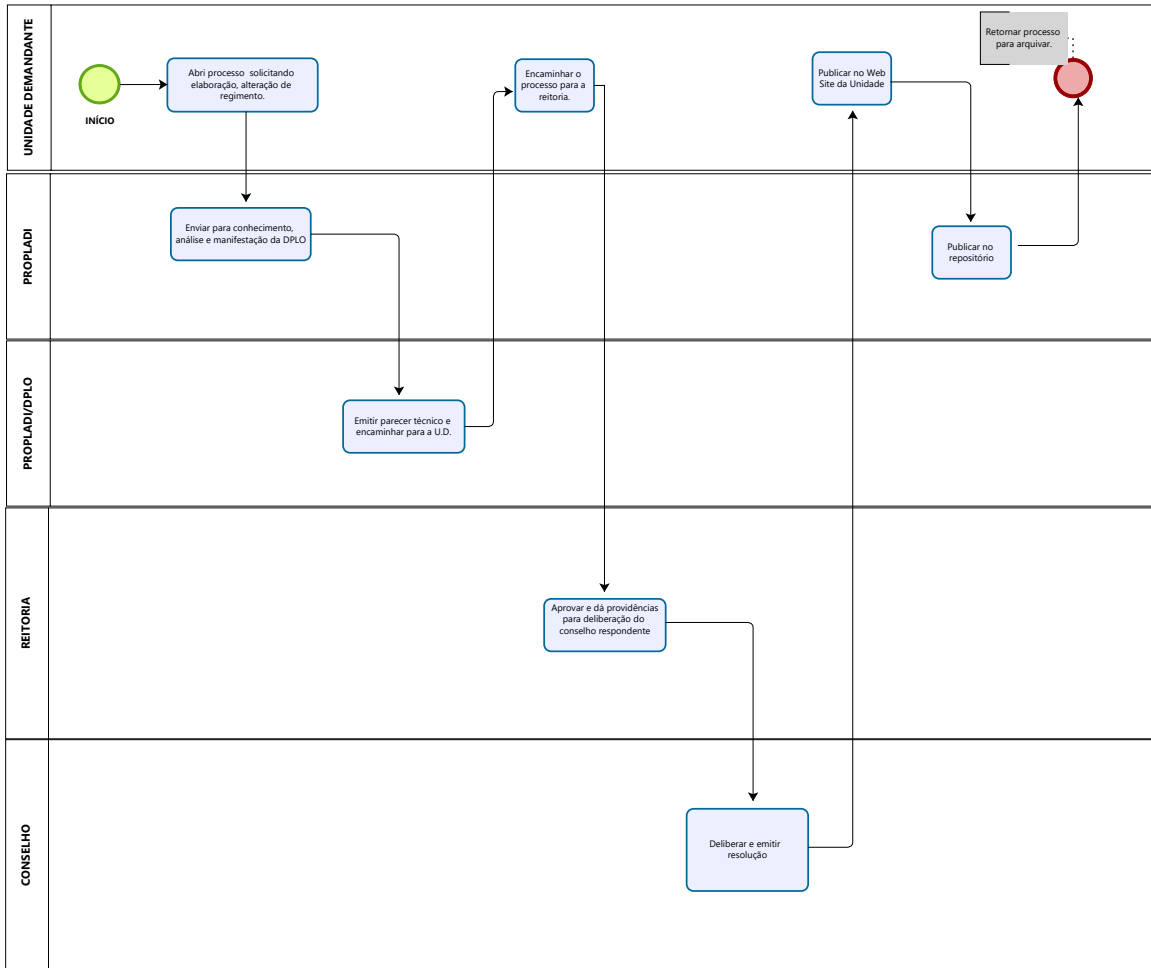 UNIDADE DEMANDANTE
INÍCIO
Abri processo solicitando
elaboração, alteração de
regimento.
Encaminhar o
processo para a
reitoria.
Publicar no Web
Site da Unidade
Retornar processo
para arquivar.
PROPLADI
Enviar para conhecimento,
análise e manifestação da DPLO
Publicar no
repositório
PROPLADI/DPLO
Emitir parecer técnico e
encaminhar para a U.D.
REITORIA
Aprovar e dá providências
para deliberação do
conselho respondente
CONSELHO
Deliberar e emitir
resolução